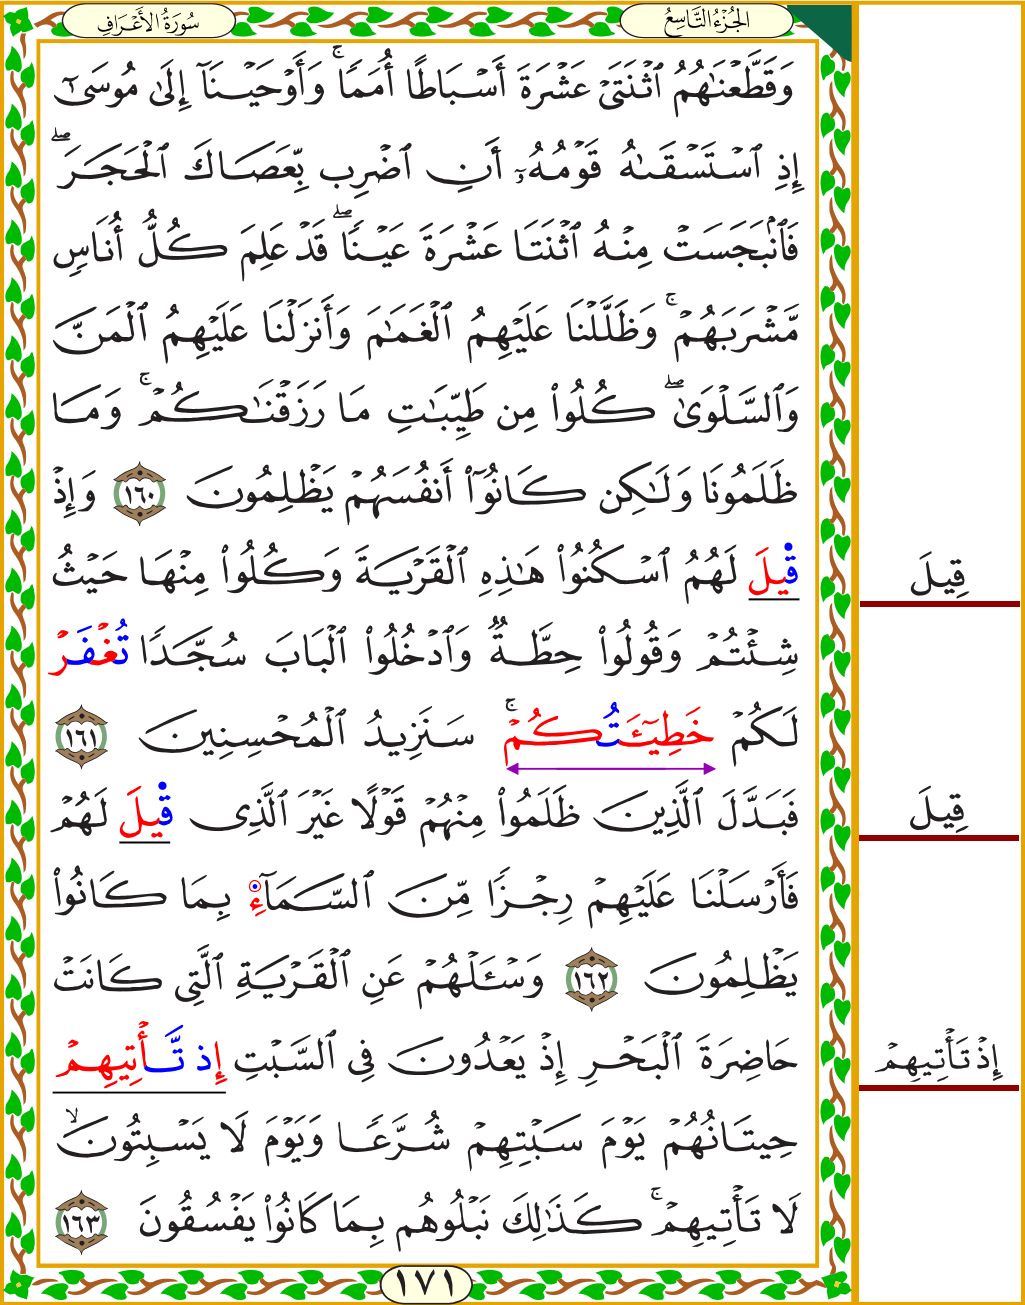 الجُزْءُ التَّاسِعُ
سُورَةُ الأَعْرَافِ
وَقَطَّعْنَٰهُمُ ٱثْنَتَىْ عَشْرَةَ أَسْبَاطًا أُمَمًا ۚ وَأَوْحَيْنَآ إِلَىٰ مُوسَىٰٓ
إِذِ ٱسْتَسْقَىٰهُ قَوْمُهُۥٓ أَنِ ٱضْرِب بِّعَصَاكَ ٱلْحَجَرَ ۖ
فَٱنۢبَجَسَتْ مِنْهُ ٱثْنَتَا عَشْرَةَ عَيْنًا ۖ قَدْ عَلِمَ كُلُّ أُنَاسٍ
مَّشْرَبَهُمْ ۚ وَظَلَّلْنَا عَلَيْهِمُ ٱلْغَمَٰمَ وَأَنزَلْنَا عَلَيْهِمُ ٱلْمَنَّ
وَٱلسَّلْوَىٰ ۖ كُلُوا۟ مِن طَيِّبَٰتِ مَا رَزَقْنَٰكُمْ ۚ وَمَا
ظَلَمُونَا وَلَٰكِن كَانُوٓا۟ أَنفُسَهُمْ يَظْلِمُونَ ١٦٠ وَإِذْ
قِيلَ لَهُمُ ٱسْكُنُوا۟ هَٰذِهِ ٱلْقَرْيَةَ وَكُلُوا۟ مِنْهَا حَيْثُ
قِيلَ
شِئْتُمْ وَقُولُوا۟ حِطَّةٌ وَٱدْخُلُوا۟ ٱلْبَابَ سُجَّدًا تُغْفَرْ
لَكُمْ خَطِيٓـَٔتُكُمْ ۚ سَنَزِيدُ ٱلْمُحْسِنِينَ ١٦١
فَبَدَّلَ ٱلَّذِينَ ظَلَمُوا۟ مِنْهُمْ قَوْلًا غَيْرَ ٱلَّذِى قِيلَ لَهُمْ
قِيلَ
فَأَرْسَلْنَا عَلَيْهِمْ رِجْزًا مِّنَ ٱلسَّمَآءِ بِمَا كَانُوا۟
يَظْلِمُونَ ١٦٢ وَسْـَٔلْهُمْ عَنِ ٱلْقَرْيَةِ ٱلَّتِى كَانَتْ
حَاضِرَةَ ٱلْبَحْرِ إِذْ يَعْدُونَ فِى ٱلسَّبْتِ إِذ تَّأْتِيهِمْ
إِذْ تَأْتِيهِمْ
حِيتَانُهُمْ يَوْمَ سَبْتِهِمْ شُرَّعًا وَيَوْمَ لَا يَسْبِتُونَ ۙ
لَا تَأْتِيهِمْ ۚ كَذَٰلِكَ نَبْلُوهُم بِمَا كَانُوا۟ يَفْسُقُونَ ١٦٣
١٧١